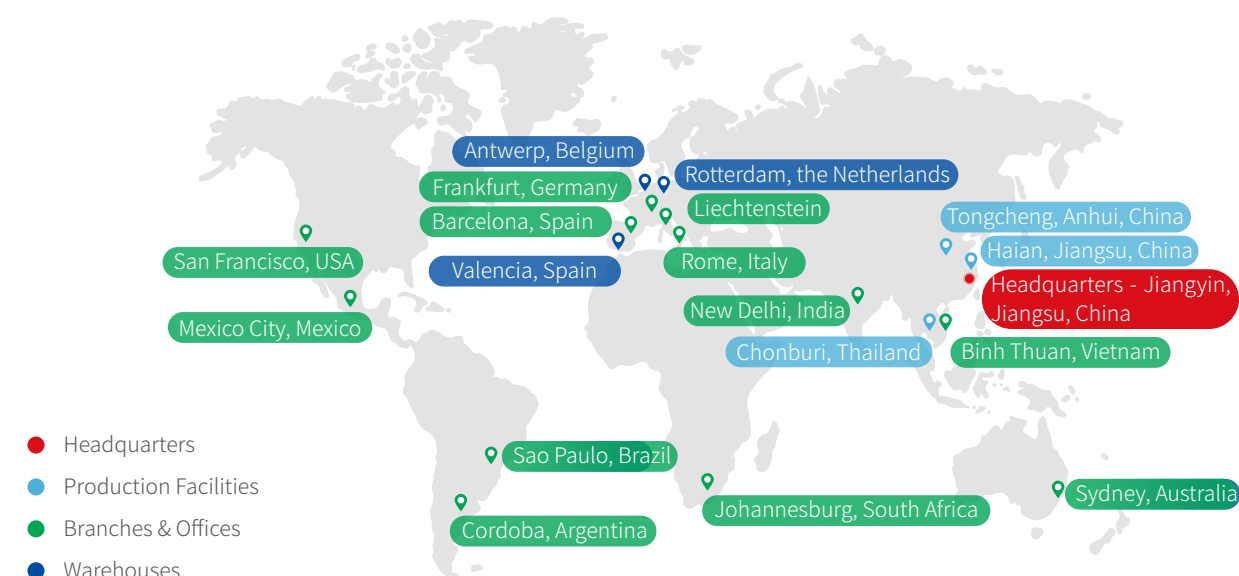 Antwerp, Belgium
Rotterdam, the Netherlands
Frankfurt, Germany
Liechtenstein
Barcelona, Spain
Tongcheng, Anhui, China
Haian, Jiangsu, China
San Francisco, USA
Valencia, Spain
Rome, Italy
Headquarters - Jiangyin,
Jiangsu, China
New Delhi, India
Mexico City, Mexico
Chonburi, Thailand
Binh Thuan, Vietnam
Sao Paulo, Brazil
Sydney, Australia
Johannesburg, South Africa
Cordoba, Argentina
Headquarters
Production Facilities
Branches & Offices
Warehouses